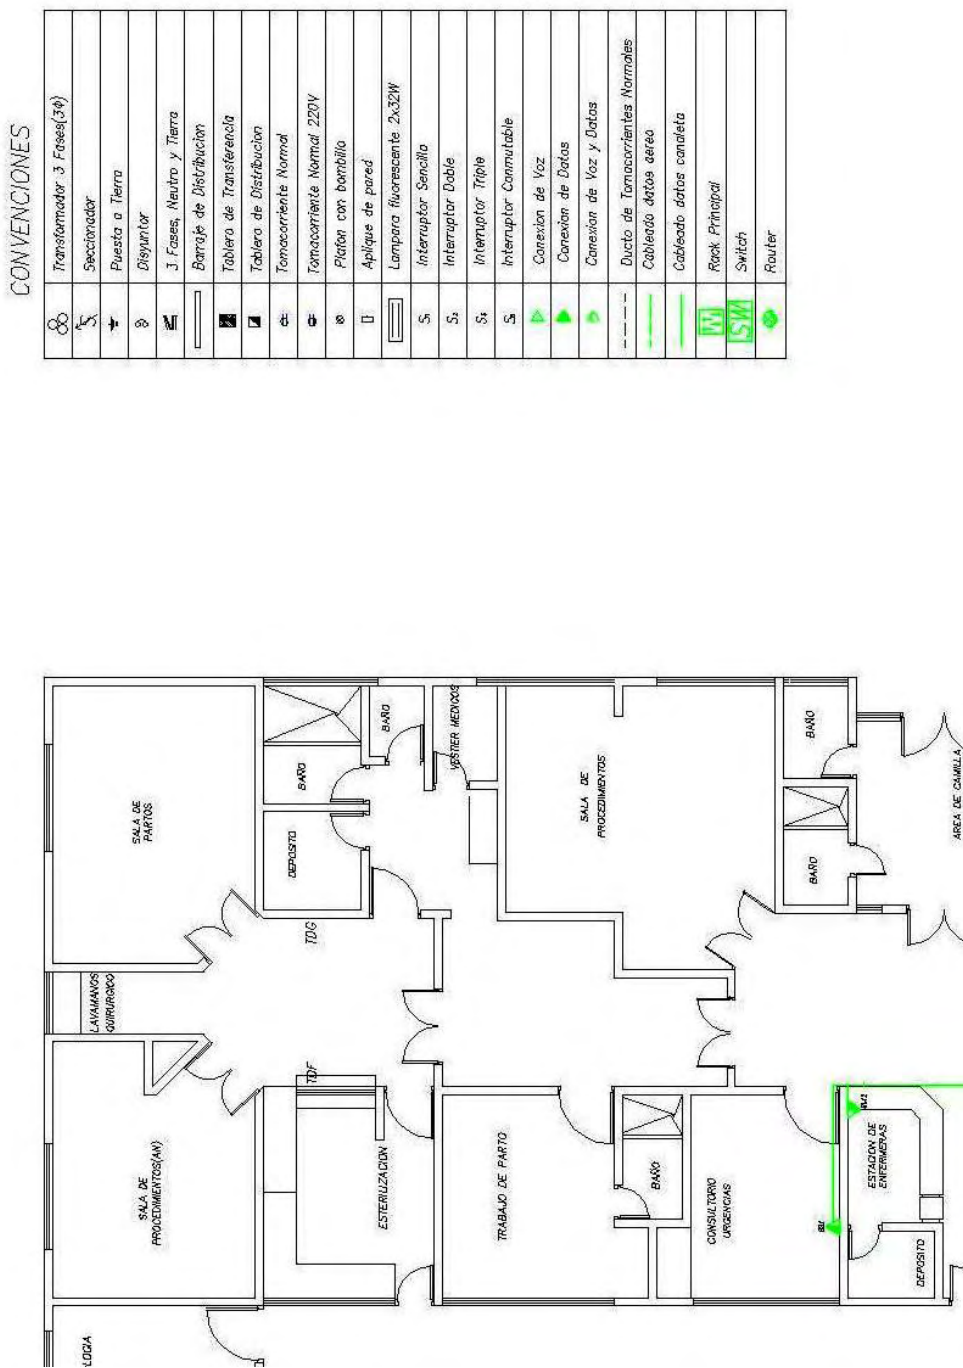 CONVENCIONES
Transformador 3 Fases(3Φ)
Seccionador
Puesta a Tierra
Disyuntor
3 Fases, Neutro y Tierra
Barraje de Distribucion
Tablero de Transferencia
Tablero de Distribucion
Tomacorriente Normal
Tomacorriente Normal 220V
Plafon con bombillo
Aplique de pared
Lampara fluorescente 2x32W
Interruptor Sencillo
Interruptor Doble
Interruptor Triple
Interruptor Conmutable
Conexion de Voz
Conexion de Datos
Conexion de Voz y Datos
Ducto de Tomacorrientes Normales
Cableado datos aereo
Cableado datos canaleta
Rack Principal
Switch
Router
SALA DE
PARTOS
BAÑO
DEPOSITO
BAÑO
VESTIER MEDICOS
SALA DE
PROCEDIMIENTOS
BAÑO
BAÑO
AREA DE CAMILLA
LAVAMANOS
QUIRURGICO
TDG
TDF
SALA DE
PROCEDIMIENTOS(AN)
ESTERILIZACION
TRABAJO DE PARTO
BAÑO
CONSULTORIO
URGENCIAS
ESTACION DE
ENFERMERAS
DEPOSITO
LOGIA